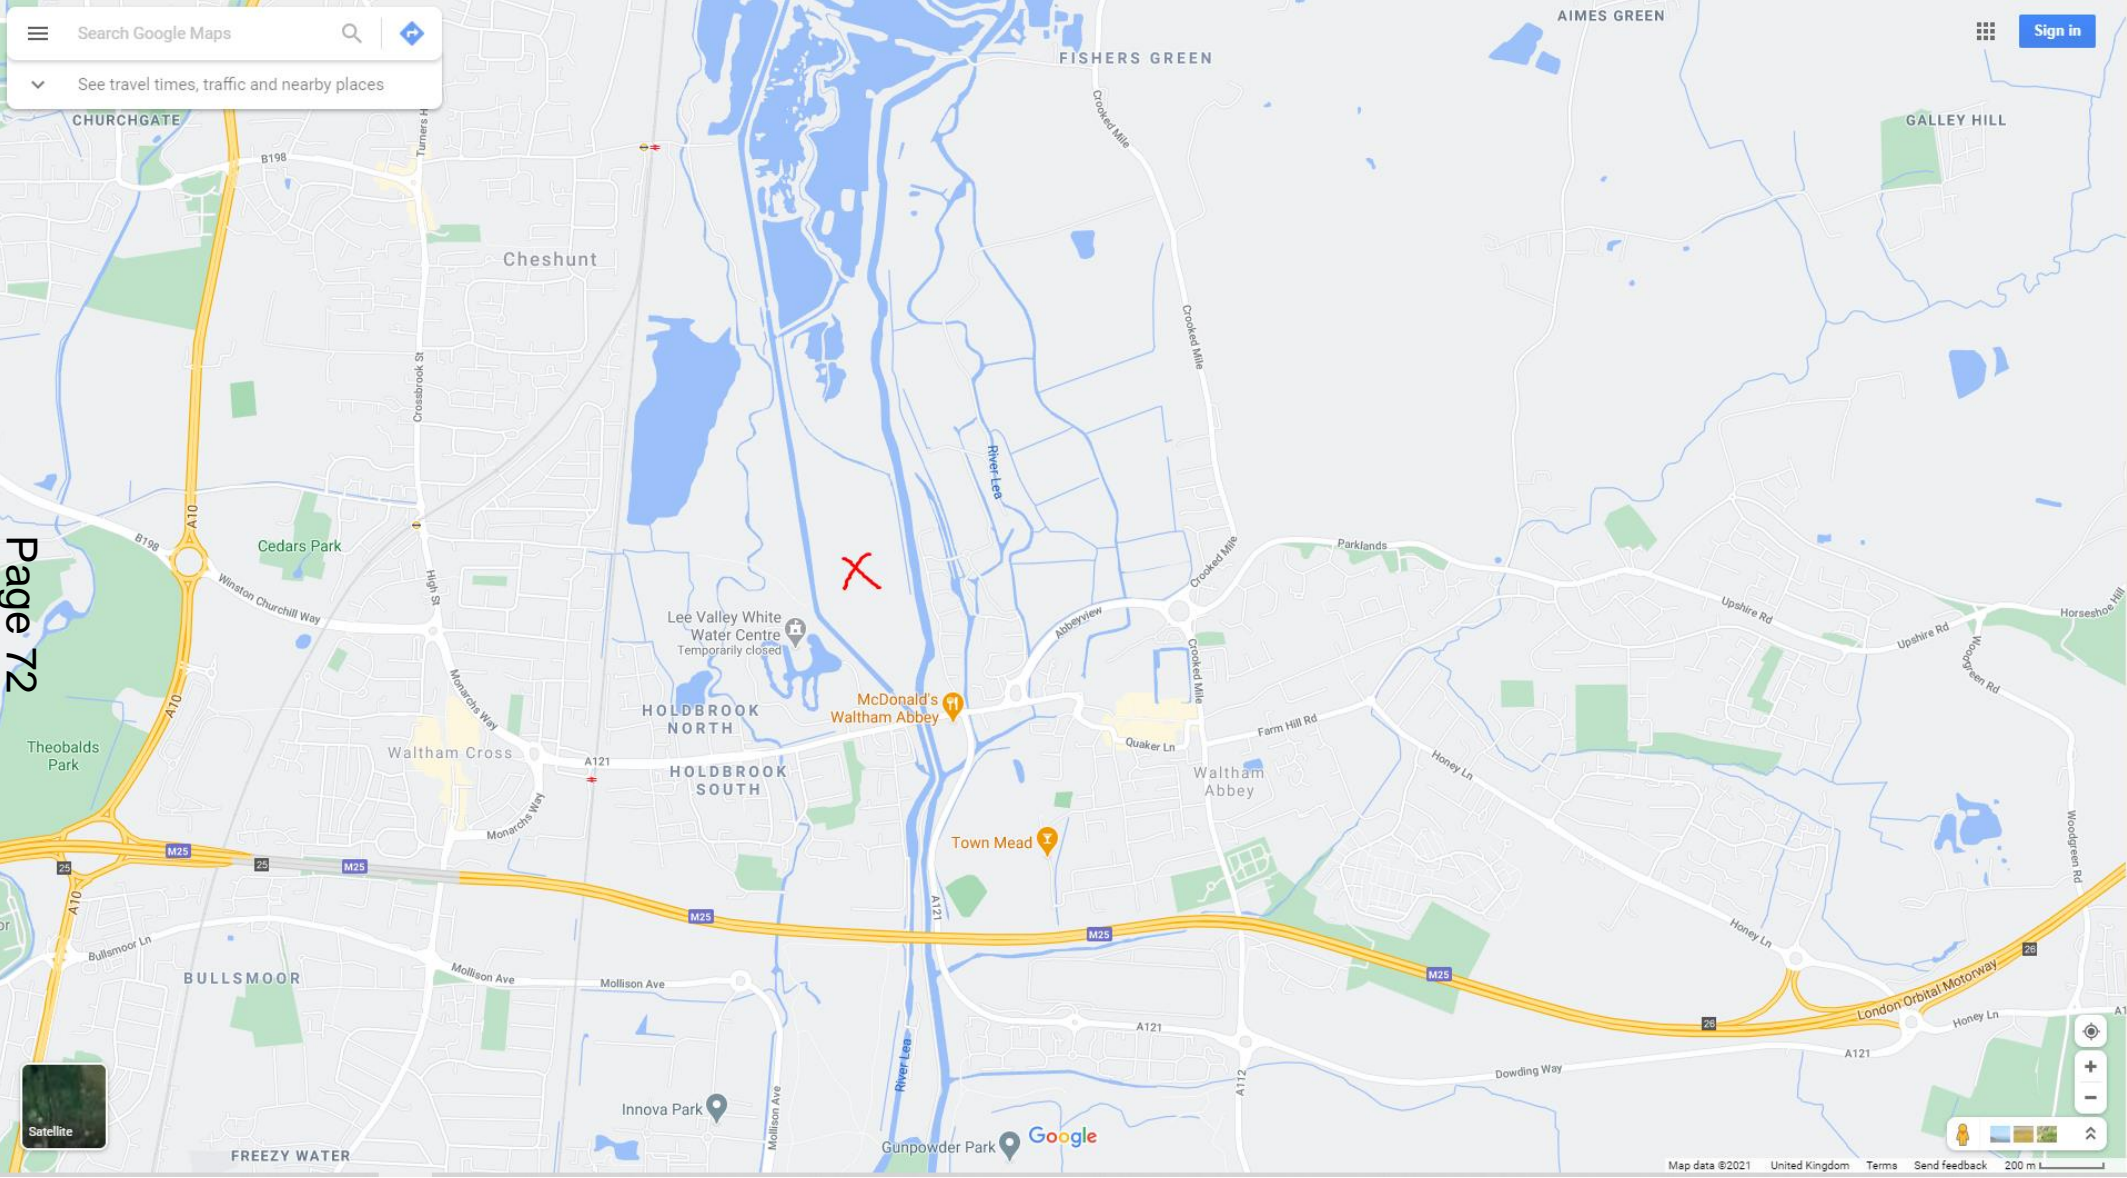 Search Google Maps
Sign in
See travel times, traffic and nearby places
AIMES GREEN
FISHERS GREEN
CHURCHGATE
Turners H
B198
Crooked Mile
GALLEY HILL
Cheshunt
Crossbrook St
Crooked Mile
River Lea
A10
B198
Cedars Park
Page 72
Winston Churchill Way
High St
Crooked Mile
Parklands
Lee Valley White
Water Centre
Temporarily closed
Abbeyview
Upshire Rd
Horseshoe Hill
Upshire Rd
Woodgreen Rd
A10
Monarchs Way
HOLDBROOK
NORTH
McDonald's
Waltham Abbey
Crooked Mile
Theobalds
Park
Waltham Cross
A121
HOLDBROOK
SOUTH
Quaker Ln
Farm Hill Rd
Honey Ln
Waltham
Abbey
Monarchs Way
Town Mead
Woodgreen Rd
M25
25
25
M25
A10
or
M25
A121
M25
Bullsmoor Ln
BULLSMOOR
Mollison Ave
Mollison Ave
M25
Honey Ln
26
London Orbital Motorway
26
Honey Ln
A1
A121
A121
Dowding Way
River Lea
A112
Mollison Ave
Innova Park
Gunpowder Park
Google
Satellite
FREEZY WATER
Map data ©2021 United Kingdom Terms Send feedback 200 m